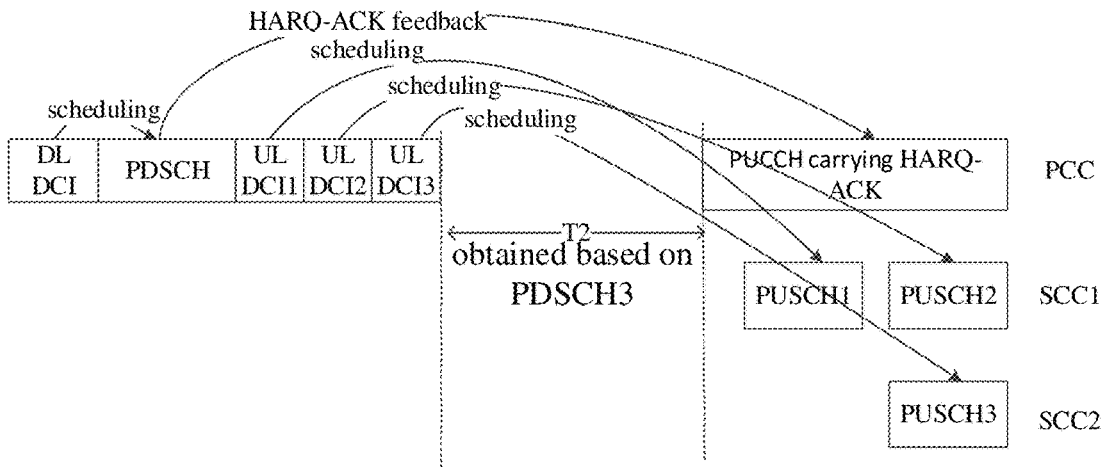 HARQ-ACK feedback
scheduling
scheduling
scheduling
scheduling
DL
DCI
PDSCH
UL
DCI1
UL
DCI2
UL
DCI3
PUCCH carrying HARQ-
ACK
PCC
T2
obtained based on
PDSCH3
PUSCH1
PUSCH2
SCC1
PUSCH3
SCC2